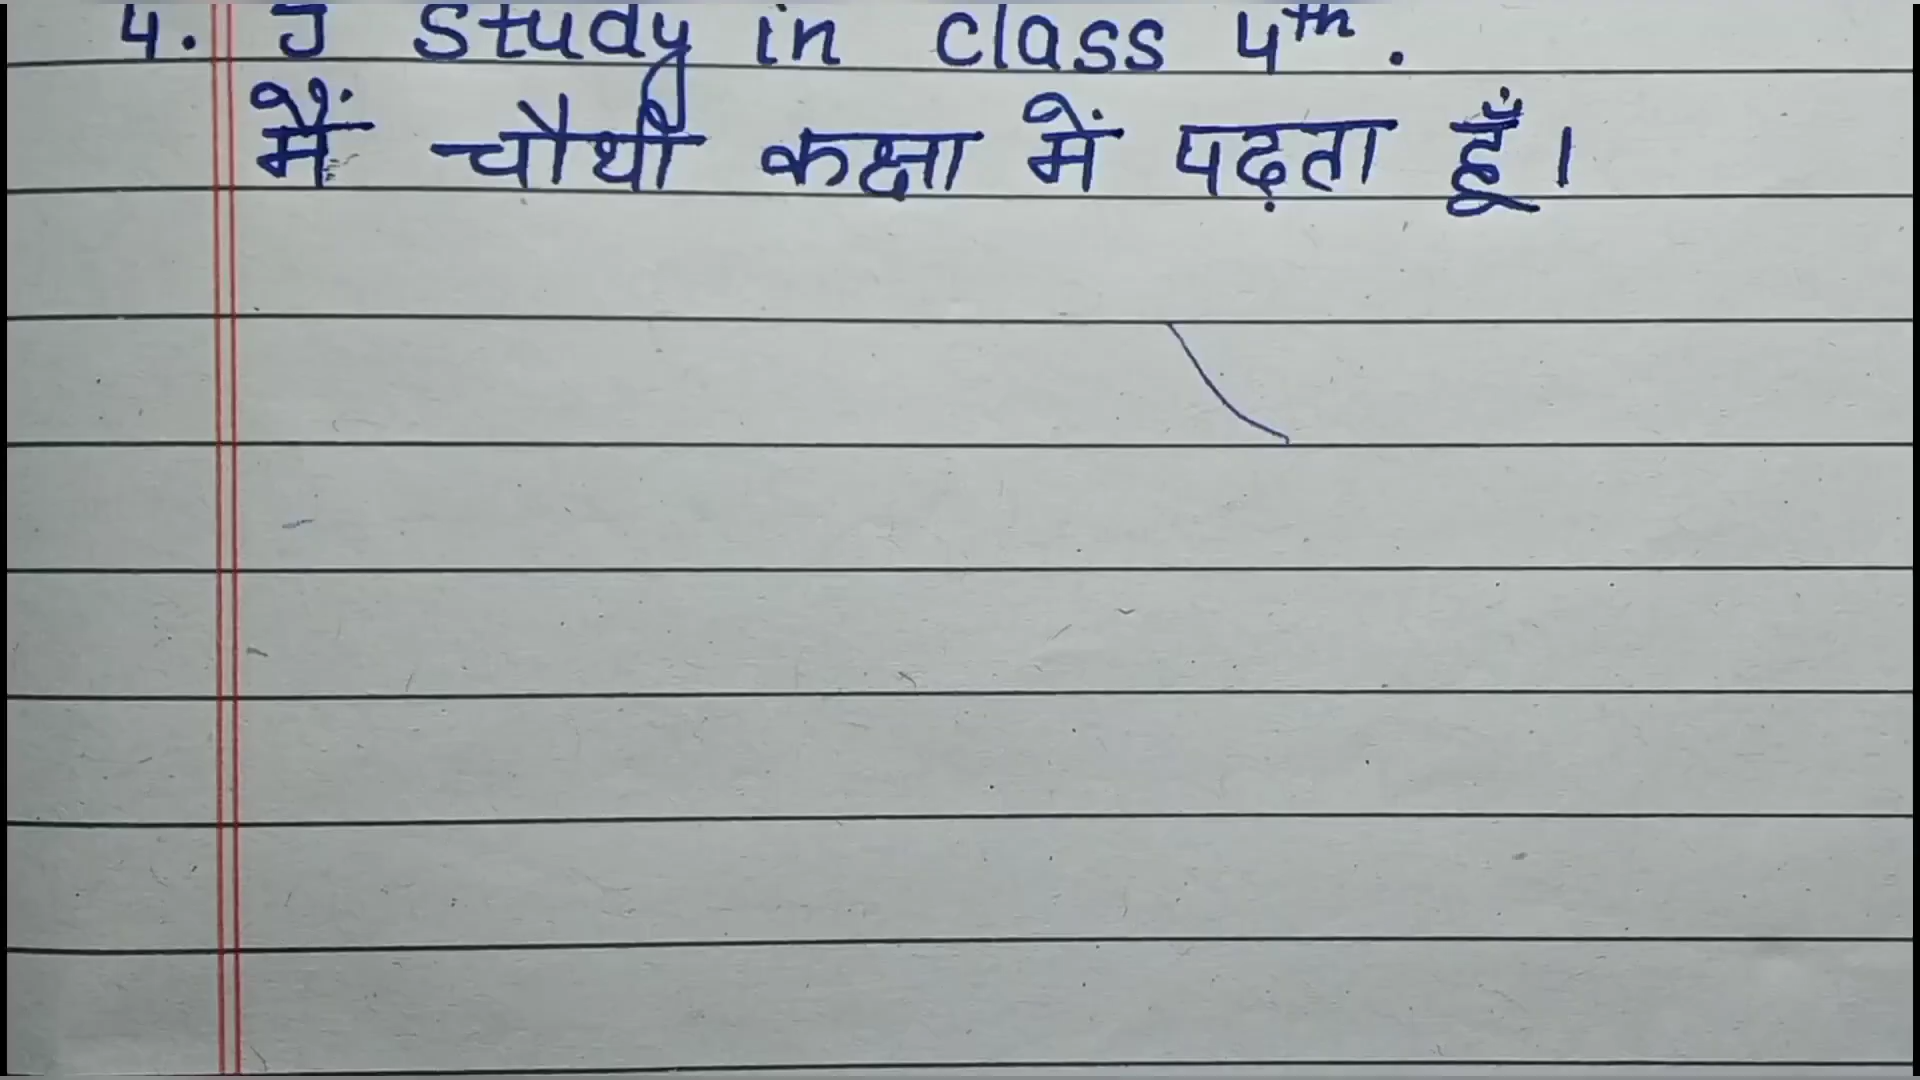 4. I study in class 4th.
मैं चौथी कक्षा में पढ़ता हूँ।